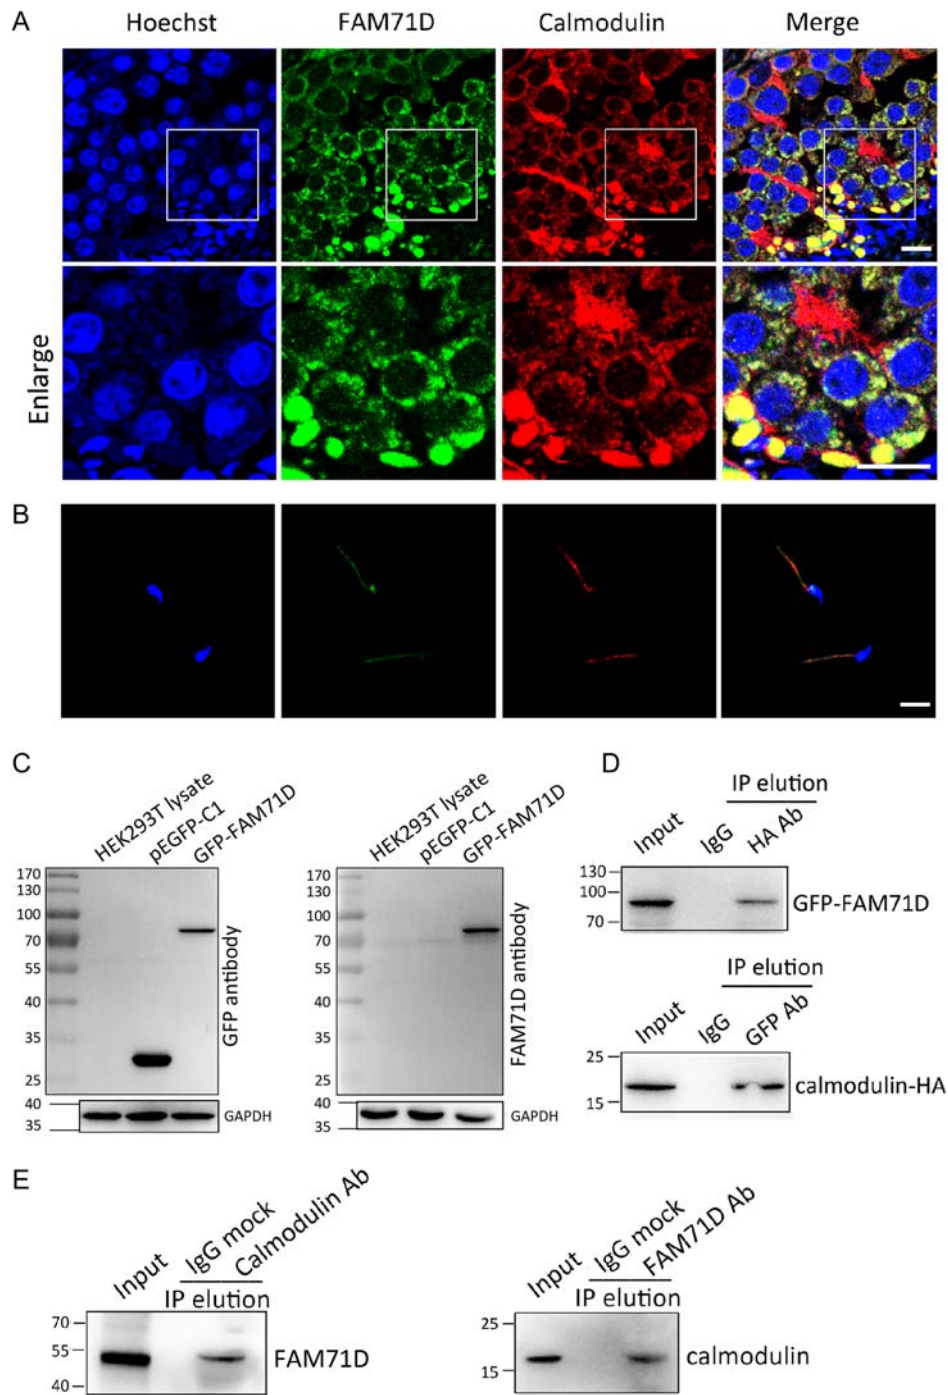 A
Hoechst FAM71D Calmodulin Merge
Enlarge
B
C
HEK293T lysate
pEGFP-C1
GFP-FAM71D
170
130
100
70
55
40
35
25
GFP antibody
40
35
GAPDH
HEK293T lysate
pEGFP-C1
GFP-FAM71D
170
130
100
70
55
40
35
25
FAM71D antibody
40
35
GAPDH
D
IP elution
Input
IgG
HA Ab
130
100
70
GFP-FAM71D
IP elution
Input
IgG
GFP Ab
25
15
calmodulin-HA
E
Input
IgG mock
Calmodulin Ab
IP elution
70
55
40
FAM71D
Input
IgG mock
FAM71D Ab
IP elution
25
15
calmodulin